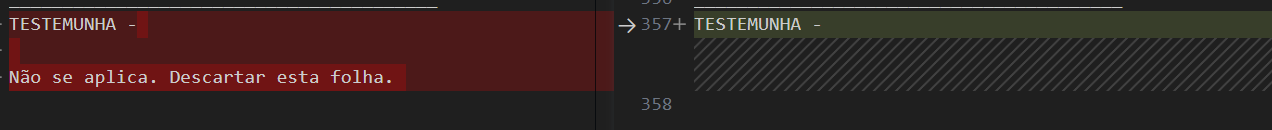 TESTEMUNHA -
Não se aplica. Descartar esta folha.
357+ TESTEMUNHA -
358